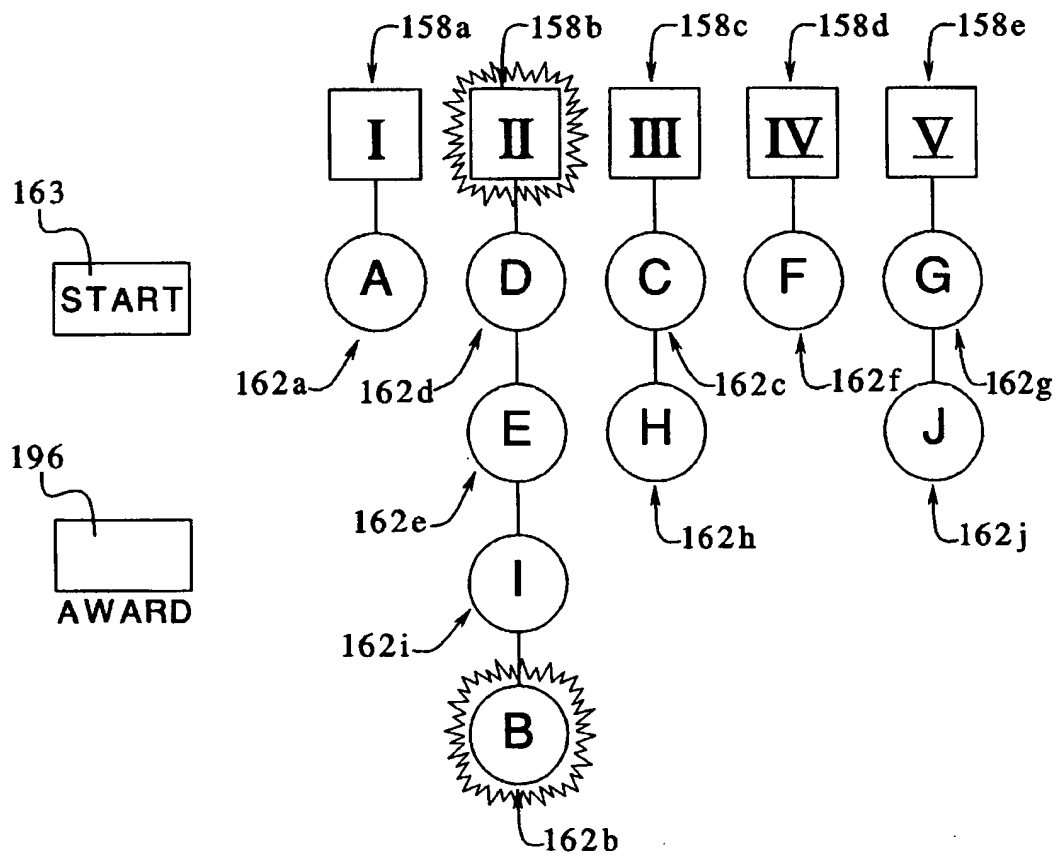 158a 158b 158c 158d 158e
I II III IV V
163
START A D C F G
162a 162d 162c 162f 162g
196
E H J
162e 162h 162j
AWARD I
162i
B
162b